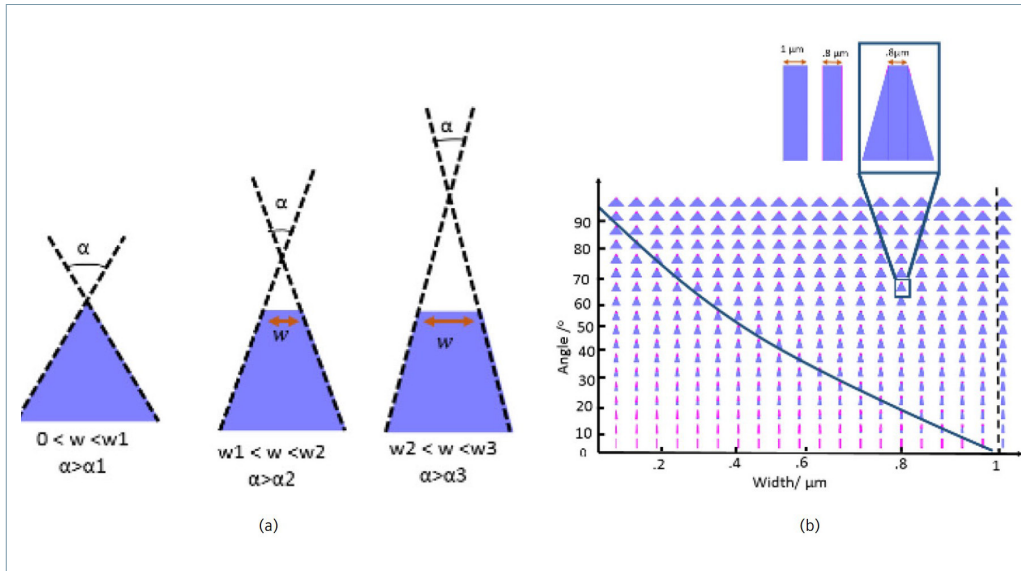 α
α
α
w
w
0 < w <w1
α>α1
w1 < w <w2
α>α2
w2 < w <w3
α>α3
(a)
1 µm
.8 µm
.8µm
90
80
70
60
50
40
30
20
10
0
Angle /°
.2
.4
.6
.8
1
Width/ µm
(b)